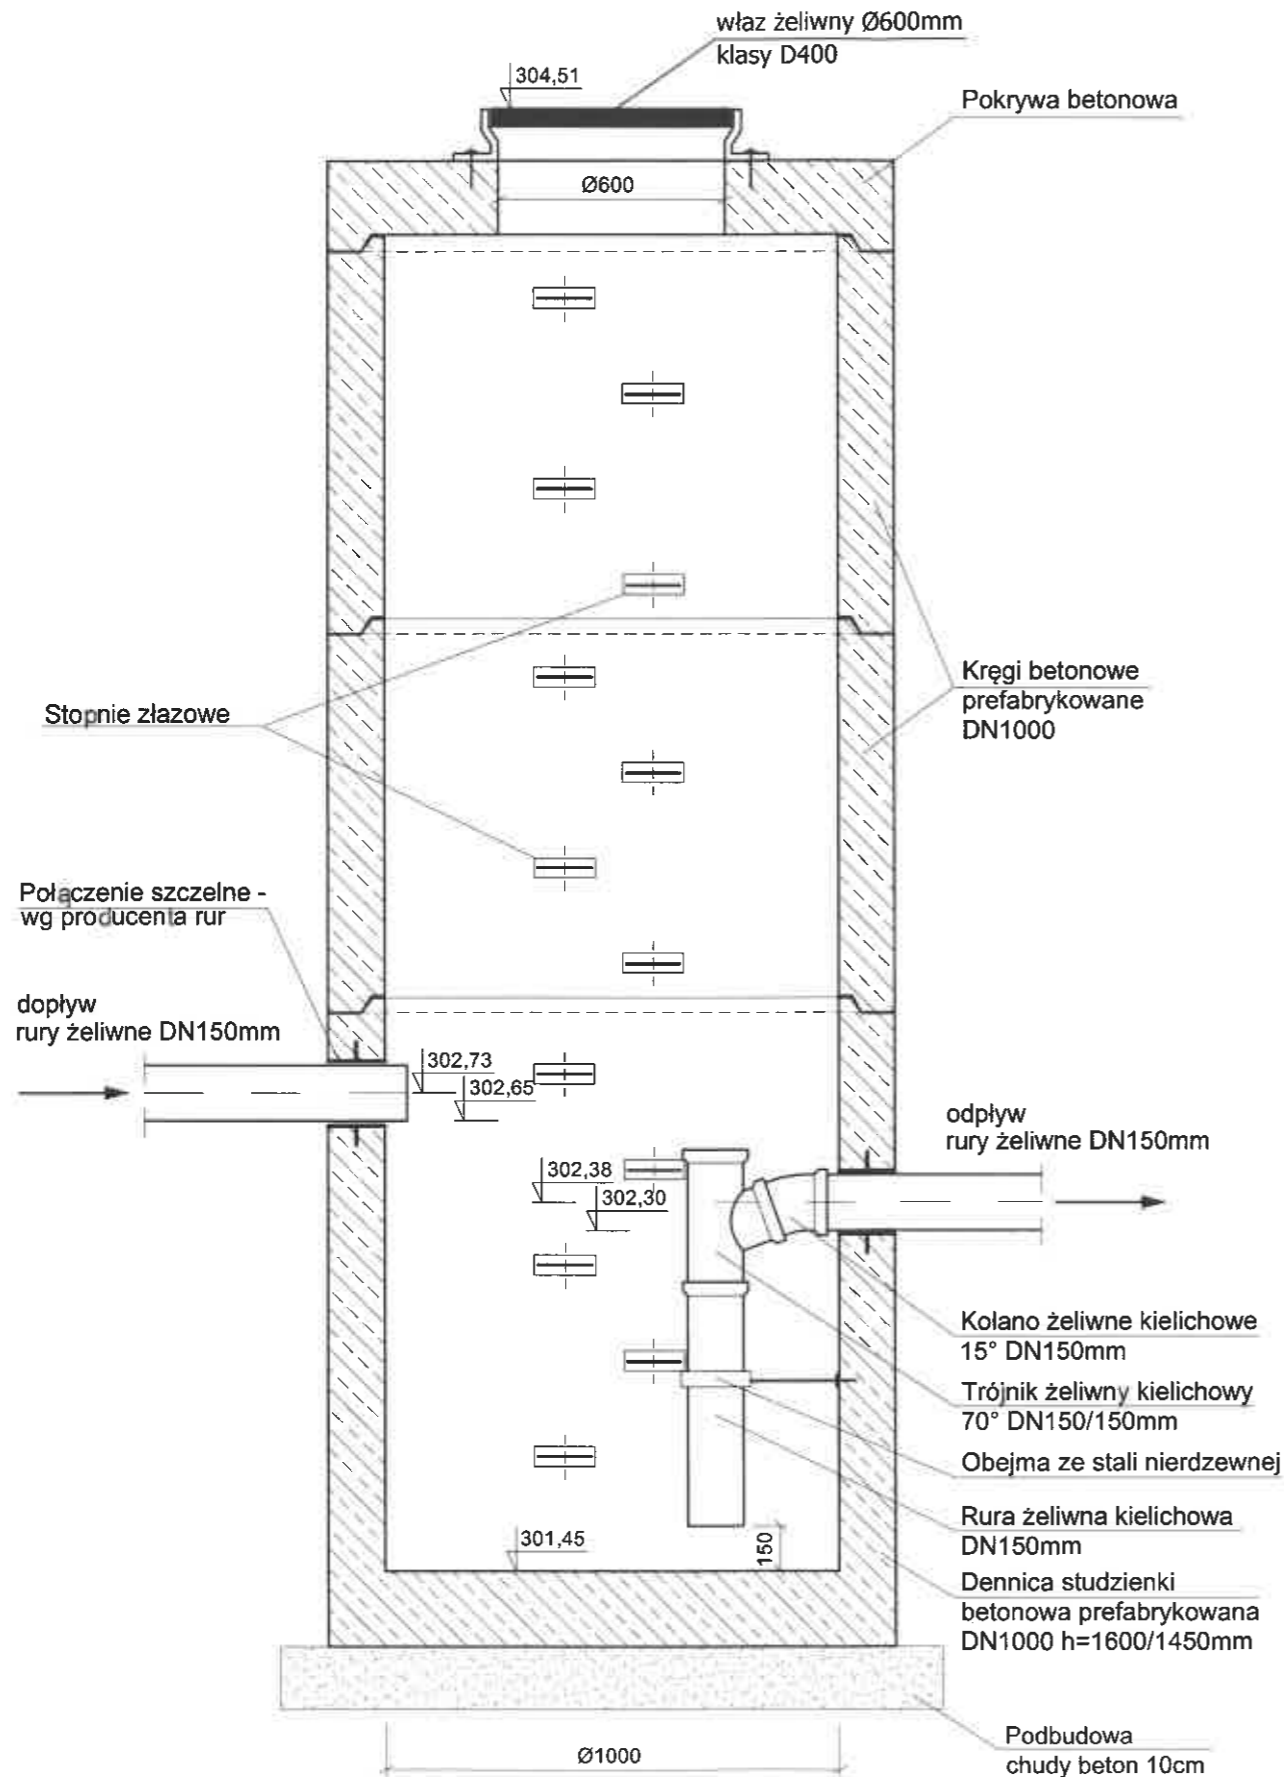 właz żeliwny Ø600mm
klasy D400
304,51
Pokrywa betonowa
Ø600
Kręgi betonowe
prefabrykowane
DN1000
Stopnie złazowe
Połączenie szczelne -
wg producenta rur
dopływ
rury żeliwne DN150mm
302,73
302,65
odpływ
rury żeliwne DN150mm
302,38
302,30
Kolano żeliwne kielichowe
15° DN150mm
Trójnik żeliwny kielichowy
70° DN150/150mm
Obejma ze stali nierdzewnej
Rura żeliwna kielichowa
DN150mm
301,45
150
Dennica studzienki
betonowa prefabrykowana
DN1000 h=1600/1450mm
Podbudowa
chudy beton 10cm
Ø1000